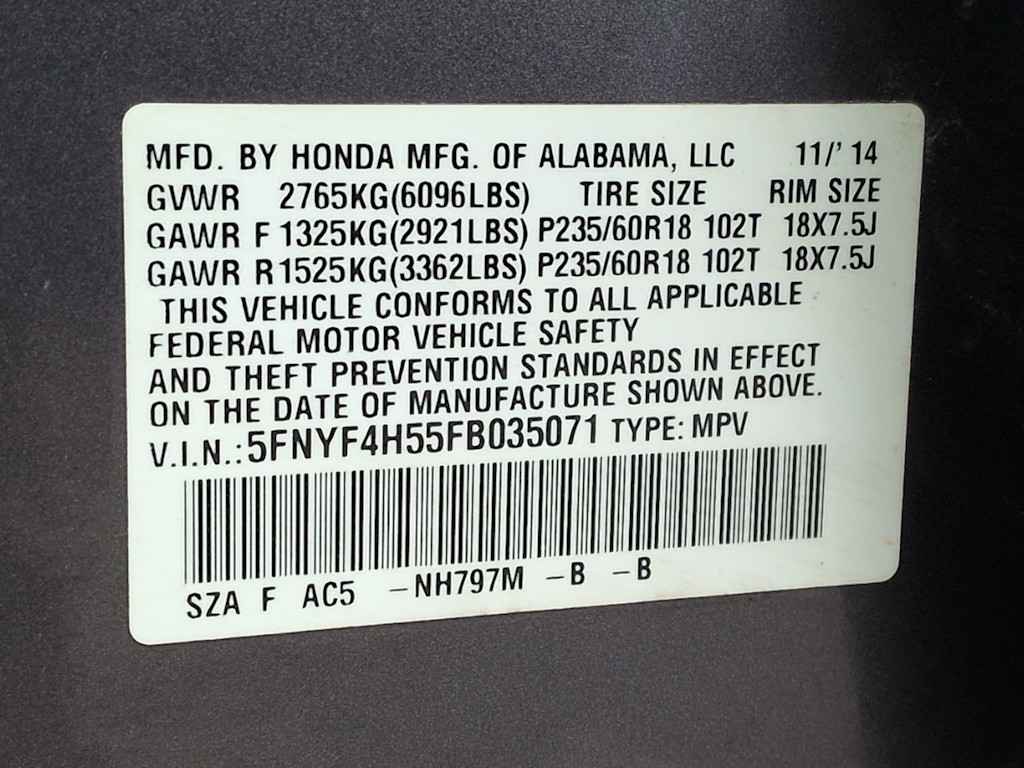 MFD. BY HONDA MFG. OF ALABAMA, LLC 11/' 14
GVWR 2765KG(6096LBS) TIRE SIZE RIM SIZE
GAWR F 1325KG(2921LBS) P235/60R18 102T 18X7.5J
GAWR R1525KG(3362LBS) P235/60R18 102T 18X7.5J
THIS VEHICLE CONFORMS TO ALL APPLICABLE
FEDERAL MOTOR VEHICLE SAFETY
AND THEFT PREVENTION STANDARDS IN EFFECT
ON THE DATE OF MANUFACTURE SHOWN ABOVE.
V.I.N.:5FNYF4H55FB035071 TYPE: MPV
SZA F AC5 –NH797M –B –B